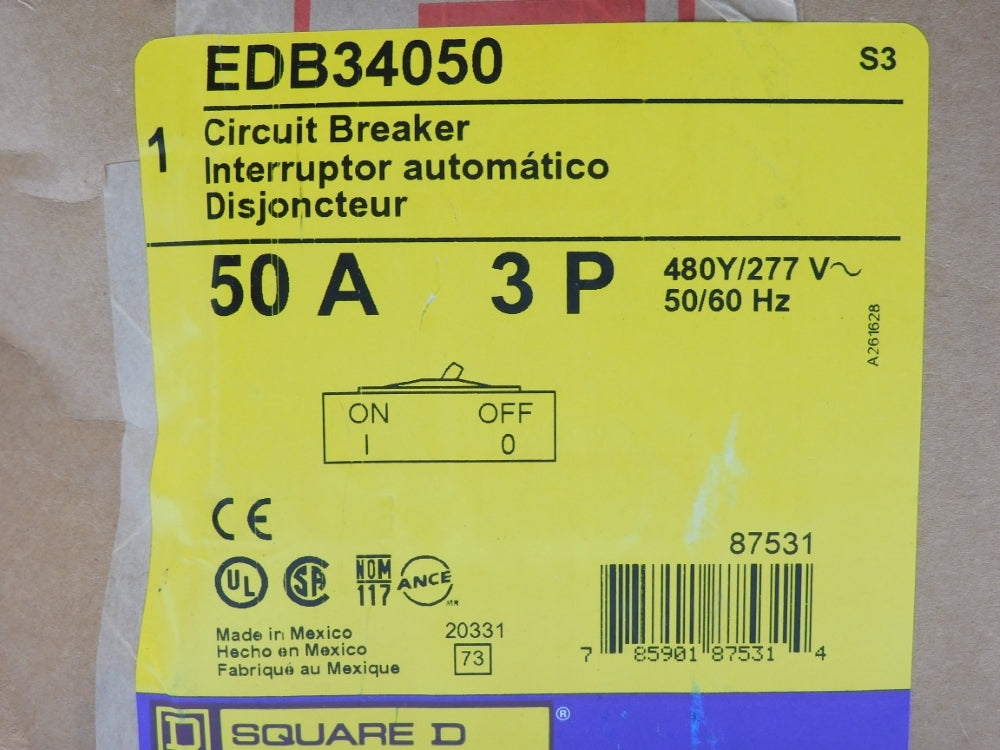 EDB34050
S3
1
Circuit Breaker
Interruptor automático
Disjoncteur
50 A
3 P
480Y/277 V~
50/60 Hz
A261628
ON
OFF
I
0
CE
UL
SA
NOM
117
ANCE
MR
87531
Made in Mexico
Hecho en Mexico
Fabriqué au Mexique
20331
73
7 85901 87531 4
D
SQUARE D
®